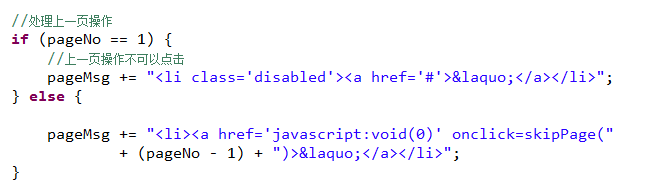 //处理上一页操作
if (pageNo == 1) {
//上一页操作不可以点击
pageMsg += "<li class='disabled'><a href='#'>&laquo;</a></li>";
} else {
pageMsg += "<li><a href='javascript:void(0)' onclick=skipPage("
+ (pageNo - 1) + ")>&laquo;</a></li>";
}